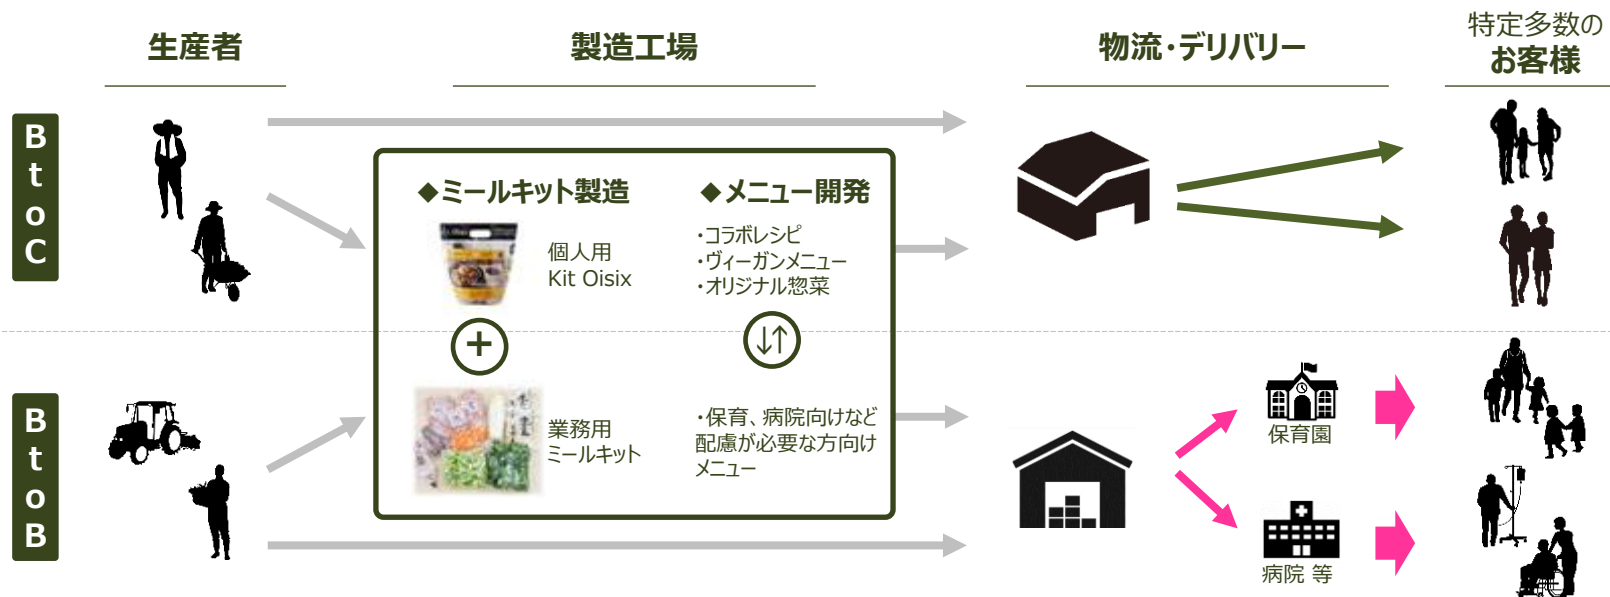 生産者
製造工場
物流・デリバリー
特定多数の
お客様
BtoC
◆ミールキット製造
個人用
Kit Oisix
+
業務用
ミールキット
◆メニュー開発
・コラボレシピ
・ヴィーガンメニュー
・オリジナル惣菜
↓↑
・保育、病院向けなど
配慮が必要な方向け
メニュー
BtoB
保育園
病院 等